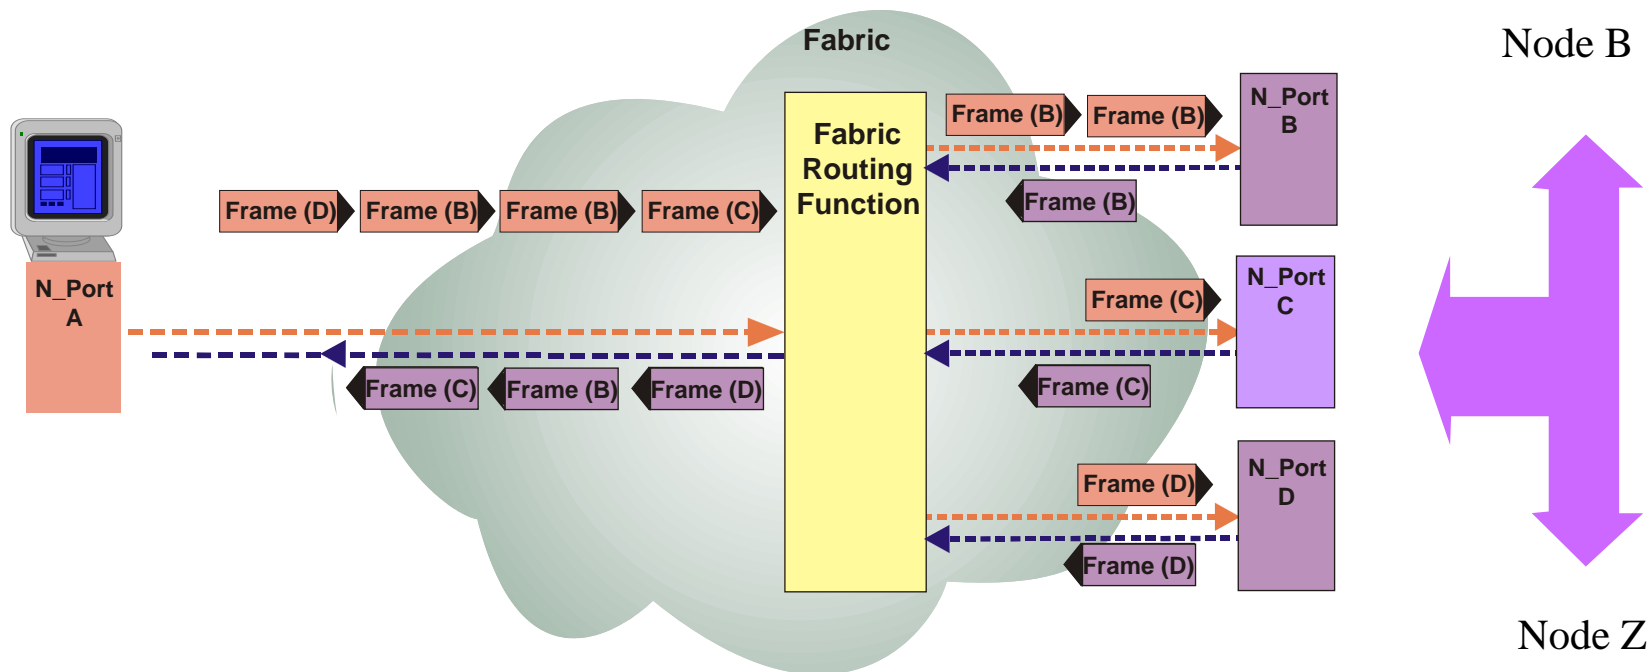 Fabric
Node B
N_Port
B
Frame (B)
Frame (B)
Fabric
Routing
Function
Frame (D)
Frame (B)
Frame (B)
Frame (C)
Frame (B)
N_Port
A
Frame (C)
N_Port
C
Frame (C)
Frame (B)
Frame (D)
Frame (C)
Frame (D)
N_Port
D
Frame (D)
Node Z